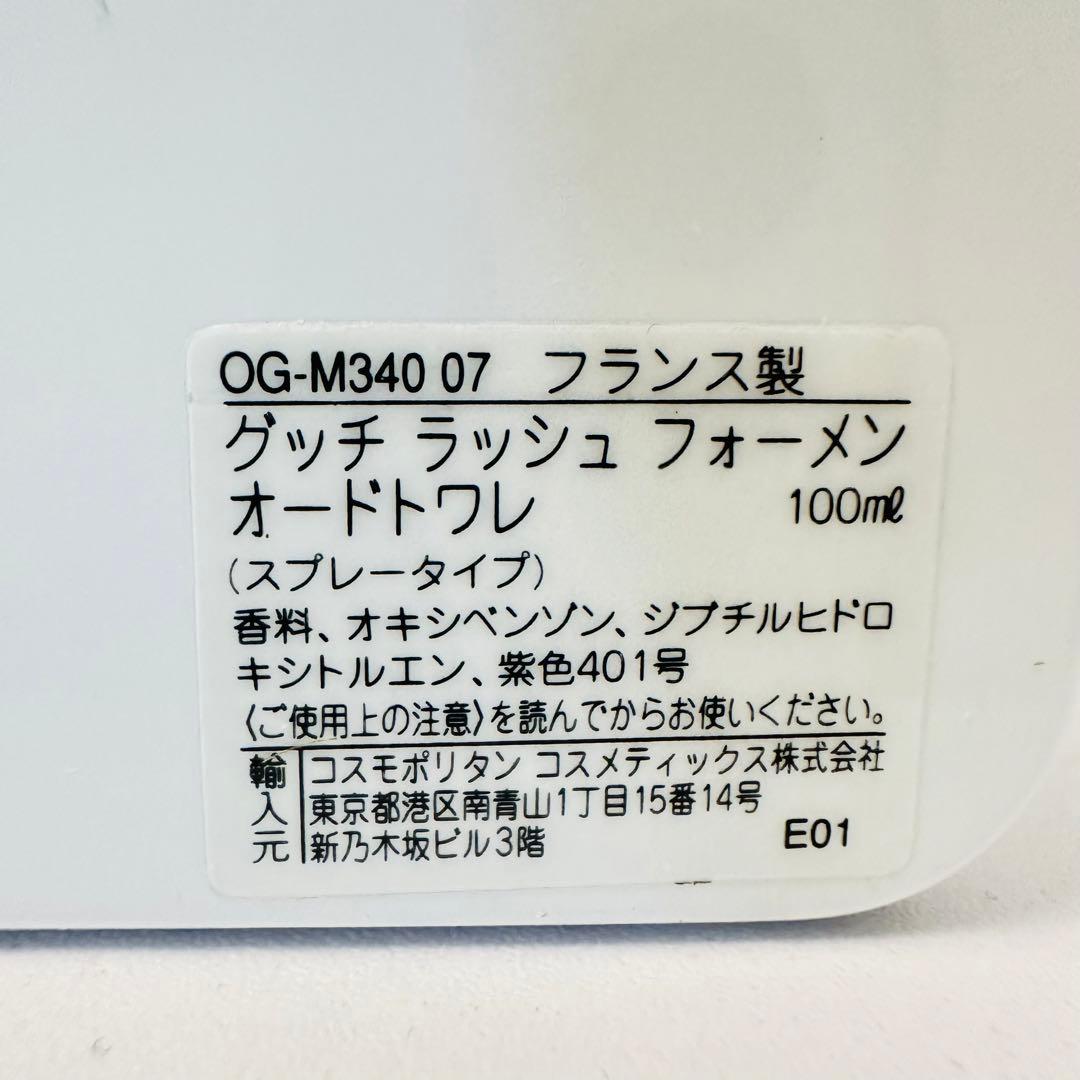 OG-M340 07 フランス製
グッチ ラッシュ フォーメン
オードトワレ 100㎖
(スプレータイプ)
香料、オキシベンゾン、ジブチルヒドロ
キシトルエン、紫色401号
〈ご使用上の注意〉を読んでからお使いください。
輸入元 コスモポリタン コスメティックス株式会社
東京都港区南青山1丁目15番14号
新乃木坂ビル3階 E01